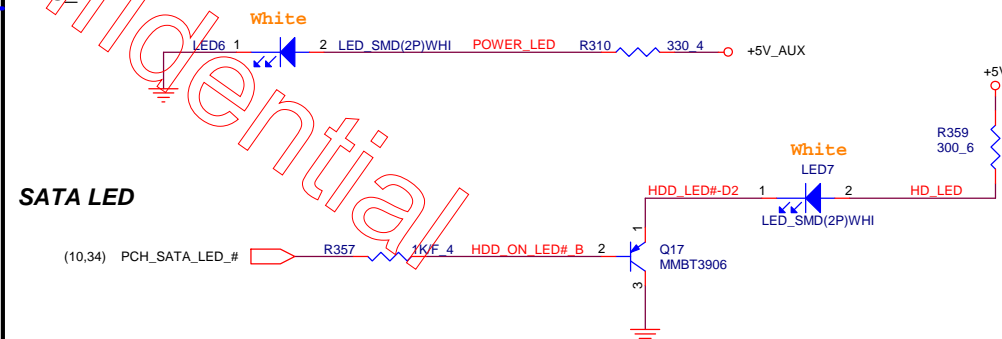 White
LED6 1 2 LED_SMD(2P)WHI POWER_LED R310 330_4 +5V_AUX
+5V
R359
300_6
White
LED7
HDD_LED#-D2 1 2 HD_LED
LED_SMD(2P)WHI
SATA LED
1
(10,34) PCH_SATA_LED_# R357 1K/F_4 HDD_ON_LED#_B 2 Q17
MMBT3906
3
nfidential